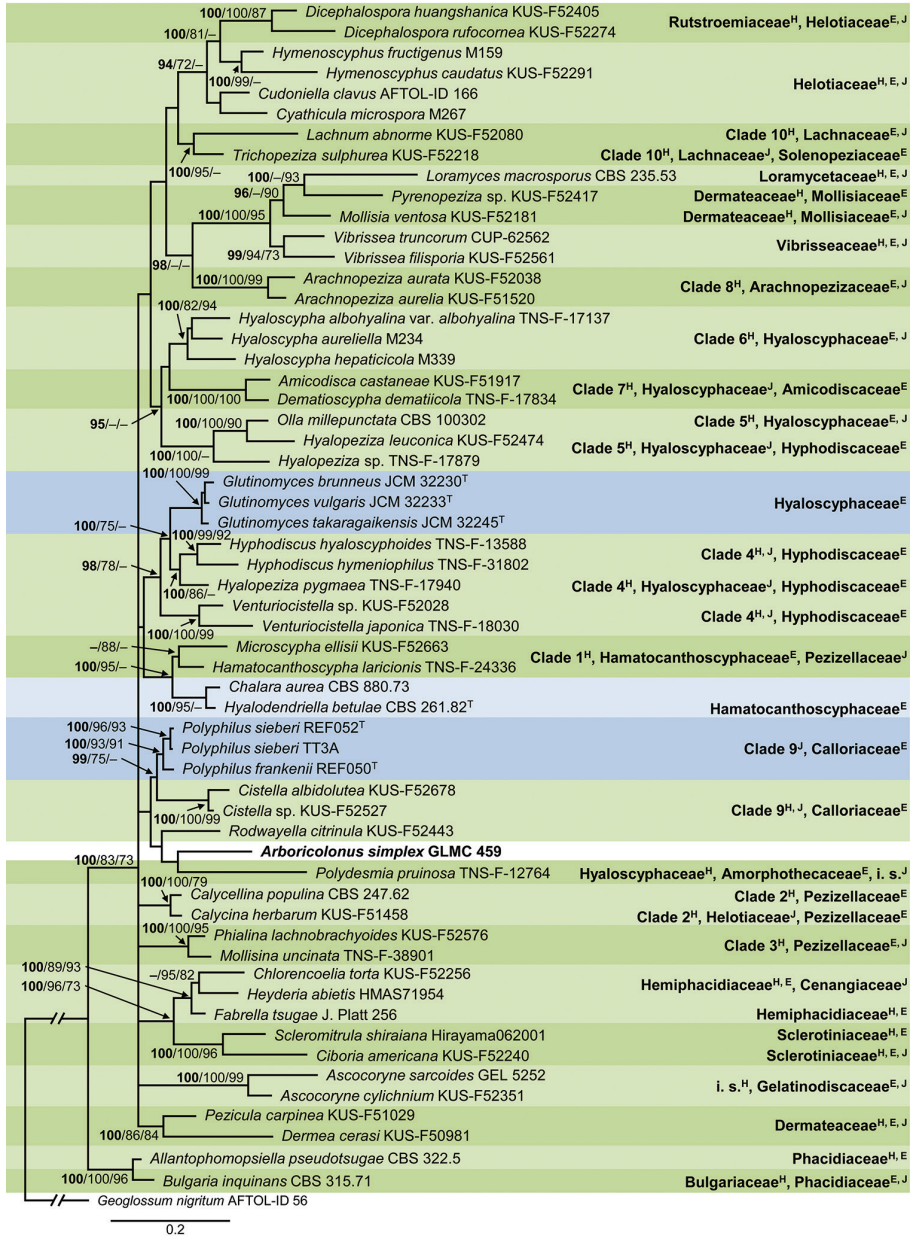 100/100/87
Dicephalospora huangshanica KUS-F52405
100/81/–
Dicephalospora rufocornea KUS-F52274
Rutstroemiaceae^H, Helotiaceae^E, J
Hymenoscyphus fructigenus M159
94/72/–
Hymenoscyphus caudatus KUS-F52291
100/99/–
Cudoniella clavus AFTOL-ID 166
Helotiaceae^H, E, J
Cyathicula microspora M267
Lachnum abnorme KUS-F52080 Clade 10^H, Lachnaceae^E, J
Trichopeziza sulphurea KUS-F52218 Clade 10^H, Lachnaceae^J, Solenopeziaceae^E
100/95/–
100/–/93
Loramyces macrosporus CBS 235.53 Loramycetaceae^H, E, J
96/–/90
Pyrenopeziza sp. KUS-F52417 Dermateaceae^H, Mollisiaceae^E
100/100/95
Mollisia ventosa KUS-F52181 Dermateaceae^H, Mollisiaceae^E, J
Vibrissea truncorum CUP-62562
99/94/73
Vibrissea filisporia KUS-F52561
Vibrisseaceae^H, E, J
98/–/–
100/100/99
Arachnopeziza aurata KUS-F52038
Arachnopeziza aurelia KUS-F51520
Clade 8^H, Arachnopezizaceae^E, J
100/82/94
Hyaloscypha albohyalina var. albohyalina TNS-F-17137
Hyaloscypha aureliella M234
Clade 6^H, Hyaloscyphaceae^E, J
Hyaloscypha hepaticicola M339
Amicodisca castaneae KUS-F51917
100/100/100
Dematioscypha dematiicola TNS-F-17834
Clade 7^H, Hyaloscyphaceae^J, Amicodiscaceae^E
95/–/–
100/100/90
Olla millepunctata CBS 100302 Clade 5^H, Hyaloscyphaceae^E, J
Hyalopeziza leuconica KUS-F52474
Clade 5^H, Hyaloscyphaceae^J, Hyphodiscaceae^E
100/100/–
Hyalopeziza sp. TNS-F-17879
100/100/99
Glutinomyces brunneus JCM 32230^T
Glutinomyces vulgaris JCM 32233^T
Hyaloscyphaceae^E
Glutinomyces takaragaikensis JCM 32245^T
100/75/–
100/99/92
Hyphodiscus hyaloscyphoides TNS-F-13588
Hyphodiscus hymeniophilus TNS-F-31802
Clade 4^H, J, Hyphodiscaceae^E
98/78/–
Hyalopeziza pygmaea TNS-F-17940 Clade 4^H, Hyaloscyphaceae^J, Hyphodiscaceae^E
100/86/–
Venturiocistella sp. KUS-F52028
100/100/99
Venturiocistella japonica TNS-F-18030
Clade 4^H, J, Hyphodiscaceae^E
–/88/–
Microscypha ellisii KUS-F52663
100/95/–
Hamatocanthoscypha laricionis TNS-F-24336
Clade 1^H, Hamatocanthoscyphaceae^E, Pezizellaceae^J
Chalara aurea CBS 880.73
100/95/–
Hyalodendriella betulae CBS 261.82^T
Hamatocanthoscyphaceae^E
100/96/93
Polyphilus sieberi REF052^T
100/93/91
Polyphilus sieberi TT3A
Clade 9^J, Calloriaceae^E
99/75/–
Polyphilus frankenii REF050^T
Cistella albidolutea KUS-F52678
Cistella sp. KUS-F52527
Clade 9^H, J, Calloriaceae^E
100/100/99
Rodwayella citrinula KUS-F52443
Arboricolonus simplex GLMC 459
100/83/73
Polydesmia pruinosa TNS-F-12764 Hyaloscyphaceae^H, Amorphothecaceae^E, i. s.^J
100/100/79
Calycellina populina CBS 247.62 Clade 2^H, Pezizellaceae^E
Calycina herbarum KUS-F51458 Clade 2^H, Helotiaceae^J, Pezizellaceae^E
100/100/95
Phialina lachnobrachyoides KUS-F52576
Mollisina uncinata TNS-F-38901
Clade 3^H, Pezizellaceae^E, J
100/89/93
–/95/82
Chlorencoelia torta KUS-F52256
100/96/73
Heyderia abietis HMAS71954
Hemiphacidiaceae^H, E, Cenangiaceae^J
Fabrella tsugae J. Platt 256 Hemiphacidiaceae^H, E
Scleromitrula shiraiana Hirayama062001 Sclerotiniaceae^H, E
100/100/96
Ciboria americana KUS-F52240 Sclerotiniaceae^H, E, J
100/100/99
Ascocoryne sarcoides GEL 5252
Ascocoryne cylichnium KUS-F52351
i. s.^H, Gelatinodiscaceae^E, J
Pezicula carpinea KUS-F51029
100/86/84
Dermea cerasi KUS-F50981
Dermateaceae^H, E, J
Allantophomopsiella pseudotsugae CBS 322.5 Phacidiaceae^H, E
100/100/96
Bulgaria inquinans CBS 315.71 Bulgariaceae^H, Phacidiaceae^E, J
Geoglossum nigritum AFTOL-ID 56
0.2